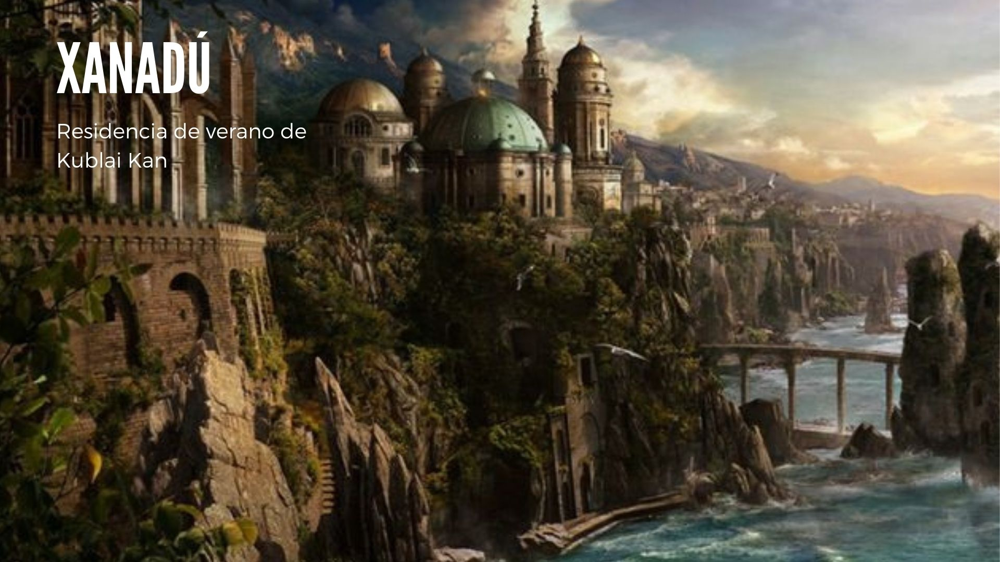 XANADÚ
Residencia de verano de
Kublai Kan